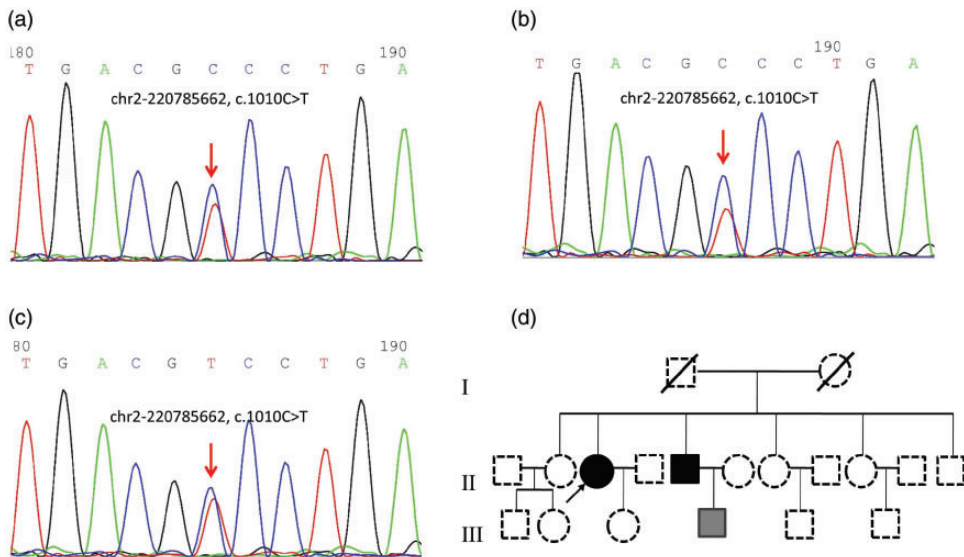 (a)
180 190
T G A C G C C C T G A
chr2-220785662, c.1010C>T
(b)
190
T G A C G C C C T G A
chr2-220785662, c.1010C>T
(c)
80 190
T G A C G T C C T G A
chr2-220785662, c.1010C>T
(d)
I
II
III